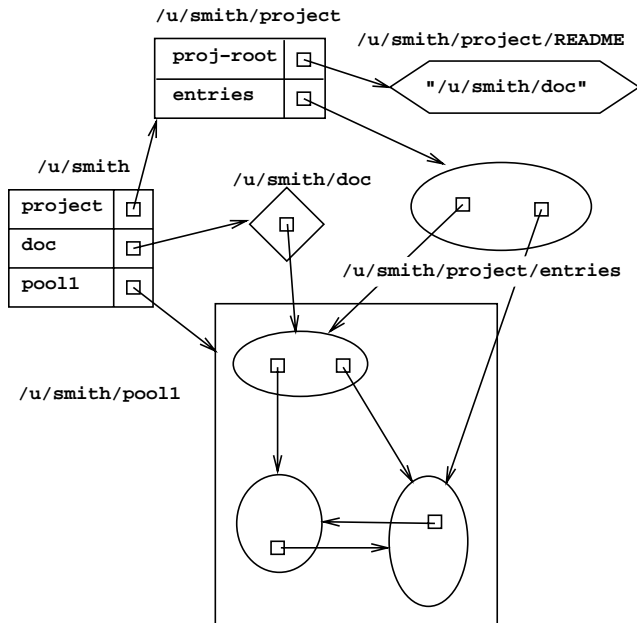 /u/smith/project
/u/smith/project/README
proj-root
"/u/smith/doc"
entries
/u/smith
/u/smith/doc
project
doc
/u/smith/project/entries
pool1
/u/smith/pool1